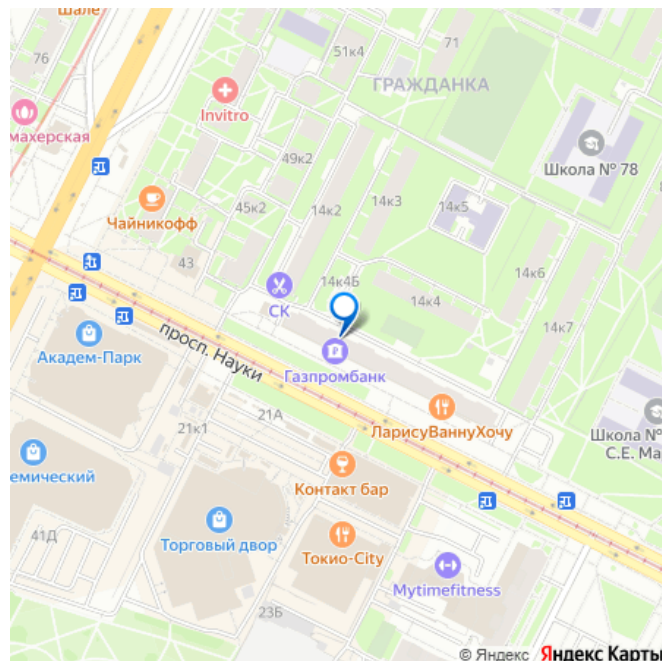 Шале
71
51к4
76
ГРАЖДАНКА
Invitro
махерская
Школа № 78
49к2
14к3
45к2
14к2
14к5
Чайникофф
43
14к4Б
14к6
14к4
СК
14к7
просп. Науки
Академ-Парк
Газпромбанк
21А
21к1
ЛарисуВаннуХочу
Школа №
С.Е. Ма
емический
Контакт бар
41Д
Торговый двор
Токио-City
Mytimefitness
23Б
© Яндекс Яндекс Карты